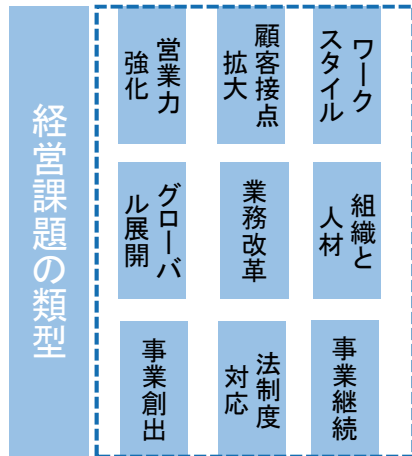 経営課題の類型
営業力
強化
顧客接点
拡大
ワーク
スタイル
グローバ
ル展開
業務改革
組織と
人材
事業創出
法制度
対応
事業継続